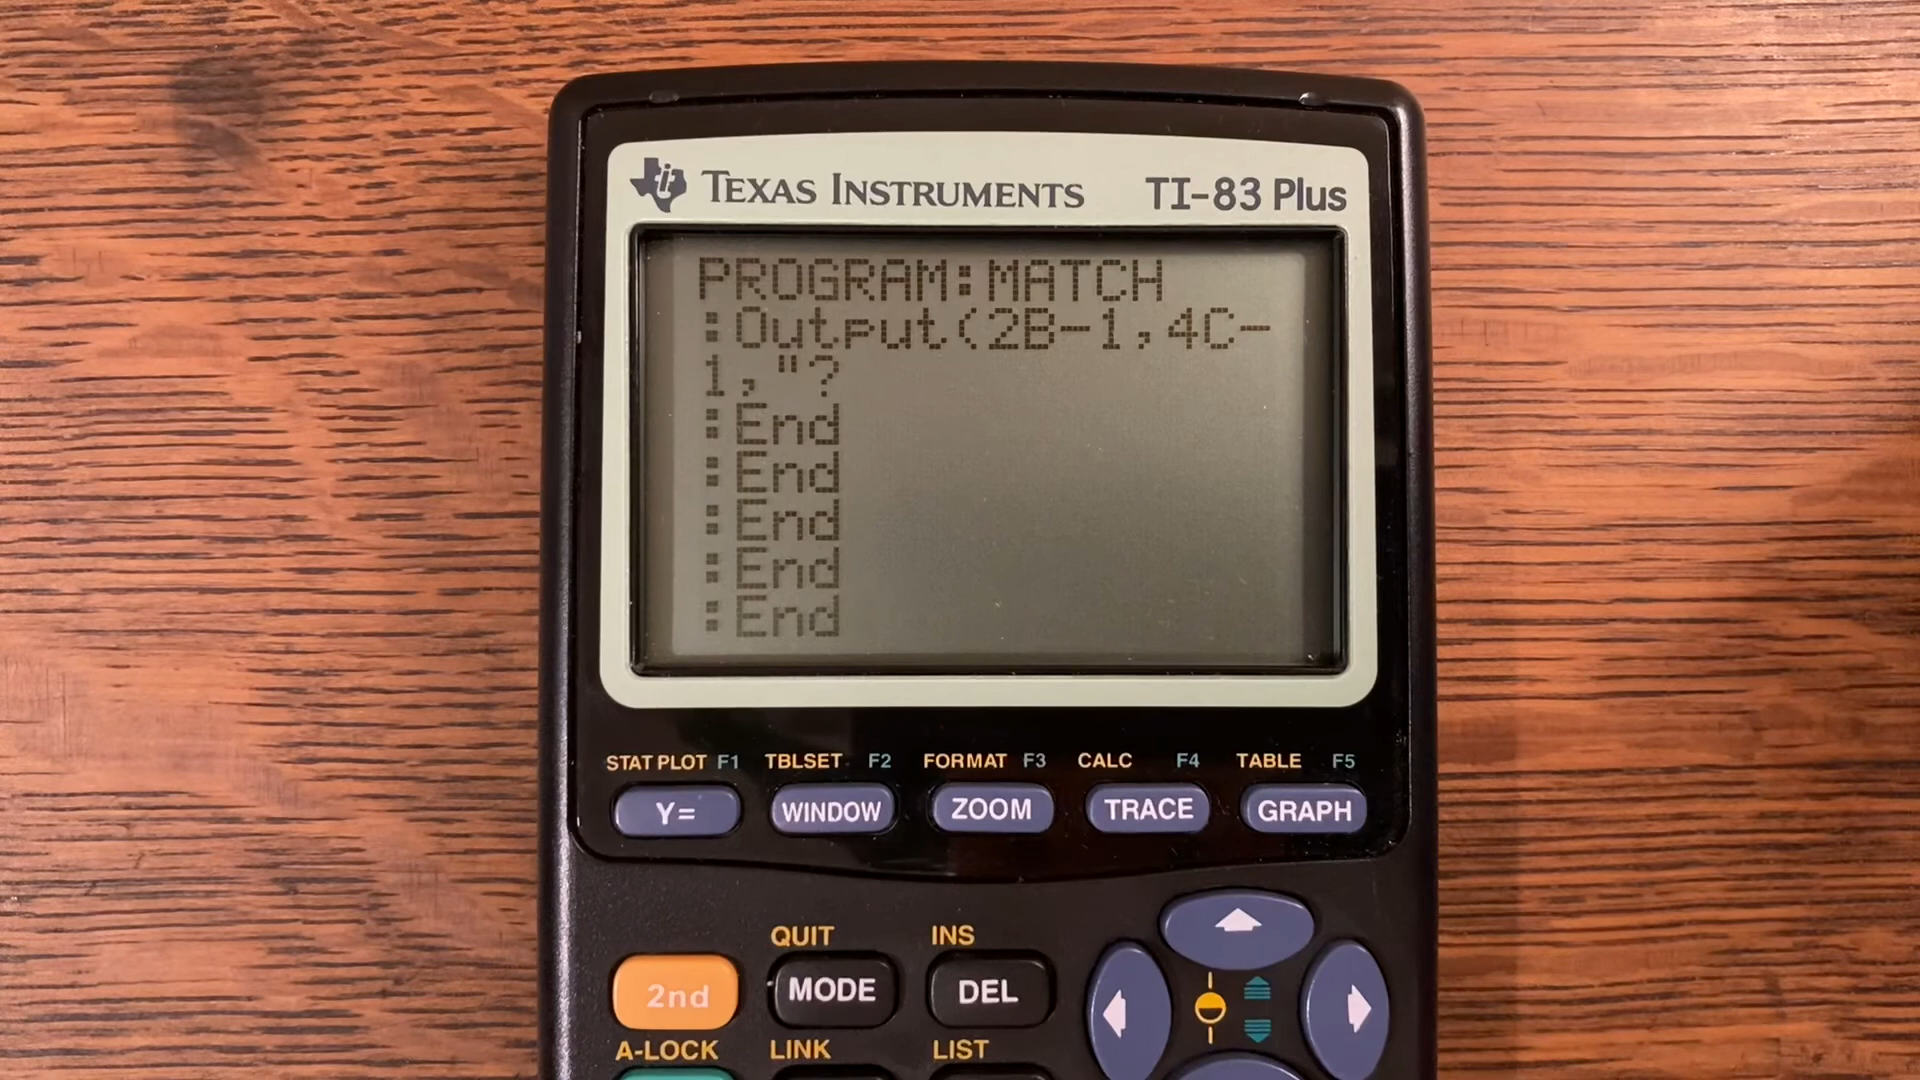 TEXAS INSTRUMENTS TI-83 Plus
PROGRAM:MATCH
:Output(2B-1,4C-
1,"?
:End
:End
:End
:End
:End
STAT PLOT F1 TBLSET F2 FORMAT F3 CALC F4 TABLE F5
Y= WINDOW ZOOM TRACE GRAPH
QUIT INS
2nd MODE DEL
A-LOCK LINK LIST